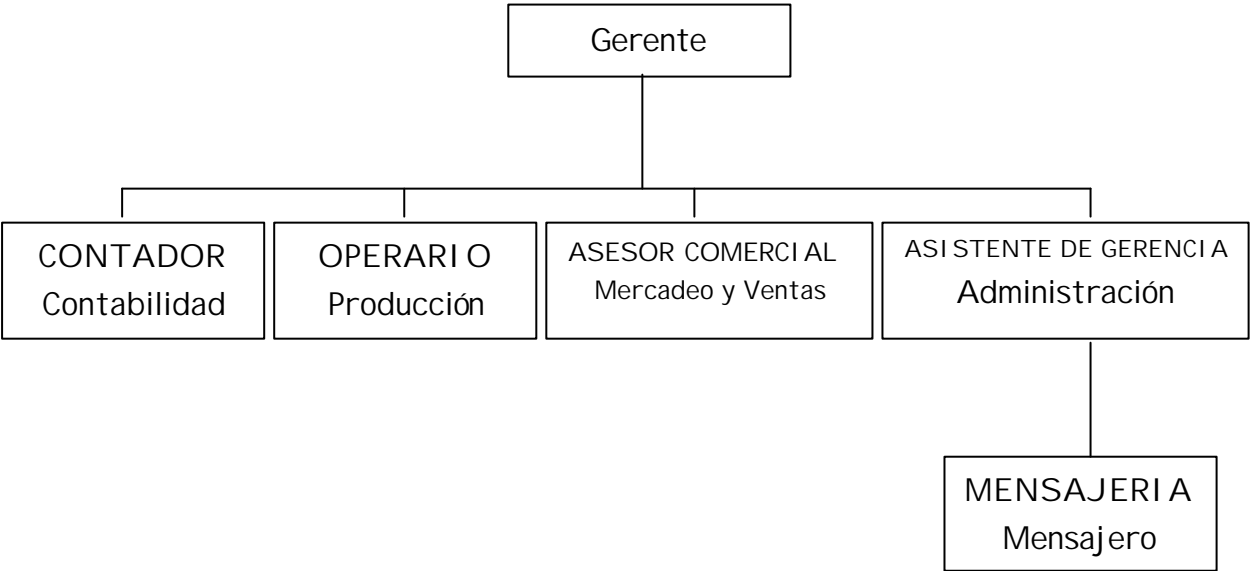 Gerente
CONTADOR
Contabilidad
OPERARIO
Producción
ASESOR COMERCIAL
Mercadeo y Ventas
ASISTENTE DE GERENCIA
Administración
MENSAJERIA
Mensajero